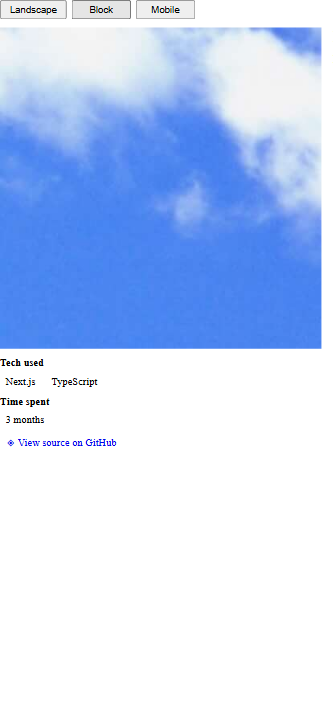 Landscape Block Mobile
Tech used
Next.js TypeScript
Time spent
3 months
View source on GitHub